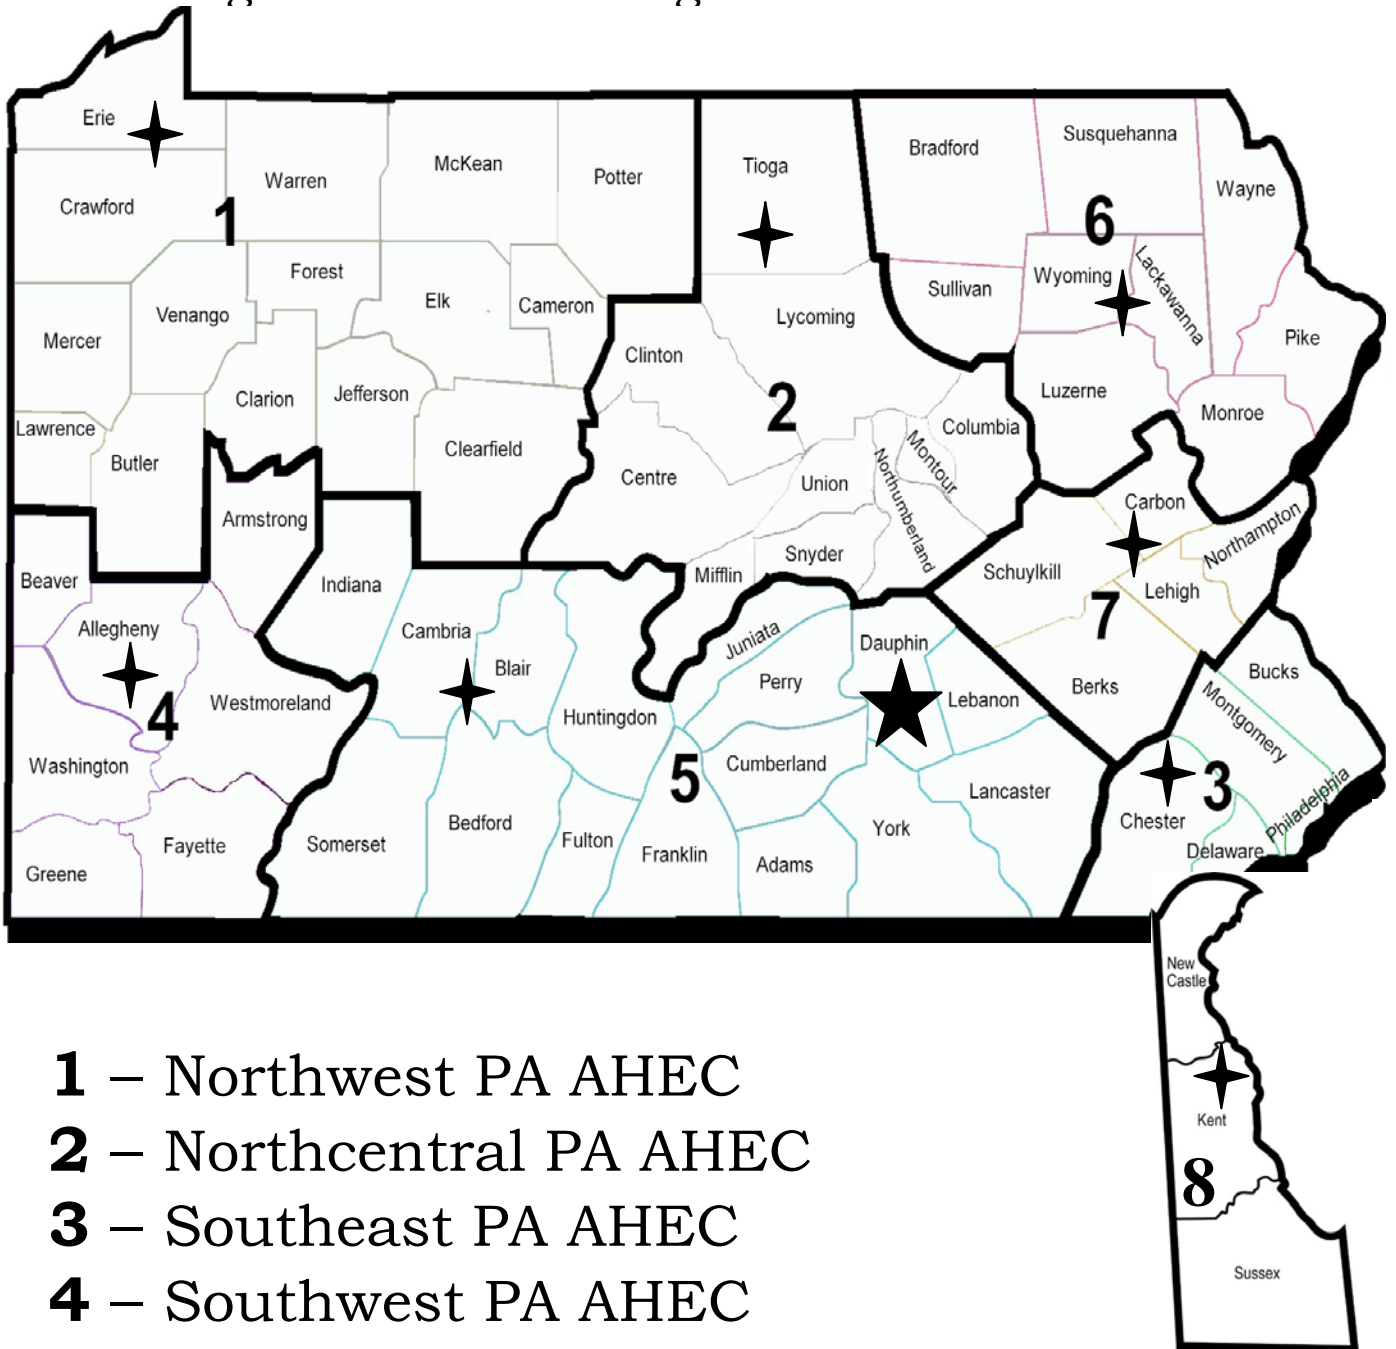 Erie
Crawford
Warren
McKean
Potter
Tioga
Bradford
Susquehanna
Wayne
1
6
Mercer
Venango
Forest
Elk
Cameron
Clinton
Lycoming
Sullivan
Wyoming
Lackawanna
Pike
Lawrence
Butler
Clarion
Jefferson
Clearfield
Centre
2
Union
Northumberland
Montour
Columbia
Luzerne
Monroe
Armstrong
Indiana
Mifflin
Snyder
Schuylkill
Carbon
Northampton
Lehigh
7
Beaver
Allegheny
4
Westmoreland
Cambria
Blair
Huntingdon
Juniata
Perry
Dauphin
Lebanon
Berks
Bucks
Montgomery
Washington
Greene
Fayette
Somerset
Bedford
Fulton
5
Franklin
Cumberland
Adams
York
Lancaster
Chester
3
Philadelphia
Delaware
New
Castle
Kent
8
Sussex
1 – Northwest PA AHEC
2 – Northcentral PA AHEC
3 – Southeast PA AHEC
4 – Southwest PA AHEC